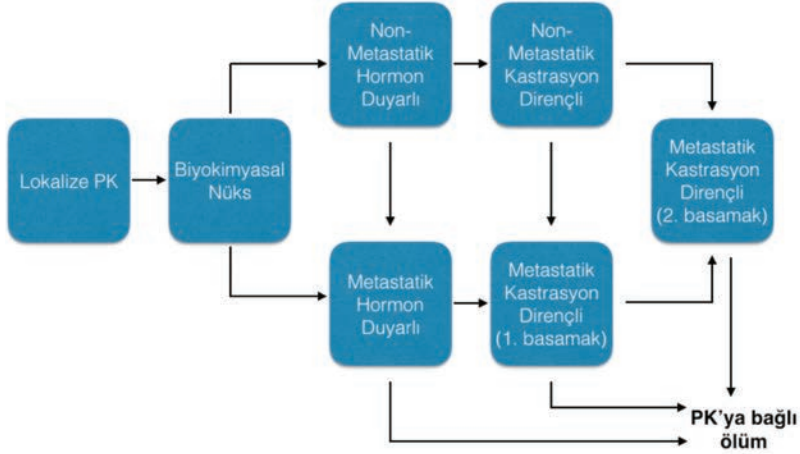 Lokalize PK
Biyokimyasal
Nüks
Non-
Metastatik
Hormon
Duyarlı
Non-
Metastatik
Kastrasyon
Dirençli
Metastatik
Hormon
Duyarlı
Metastatik
Kastrasyon
Dirençli
(1. basamak)
Metastatik
Kastrasyon
Dirençli
(2. basamak)
PK'ya bağlı
ölüm